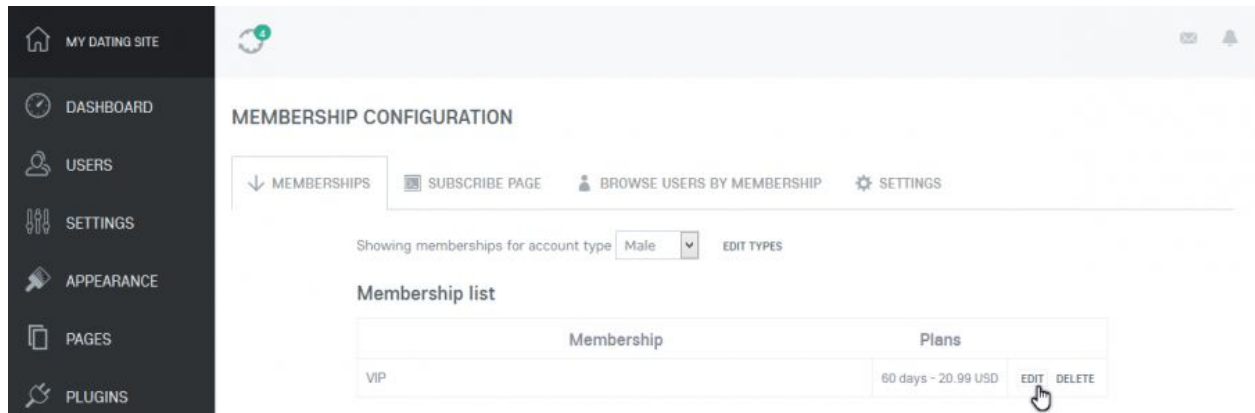 MY DATING SITE
4
DASHBOARD
USERS
SETTINGS
APPEARANCE
PAGES
PLUGINS
MEMBERSHIP CONFIGURATION
MEMBERSHIPS SUBSCRIBE PAGE BROWSE USERS BY MEMBERSHIP SETTINGS
Showing memberships for account type Male EDIT TYPES
Membership list
Membership Plans
VIP 60 days - 20.99 USD EDIT DELETE